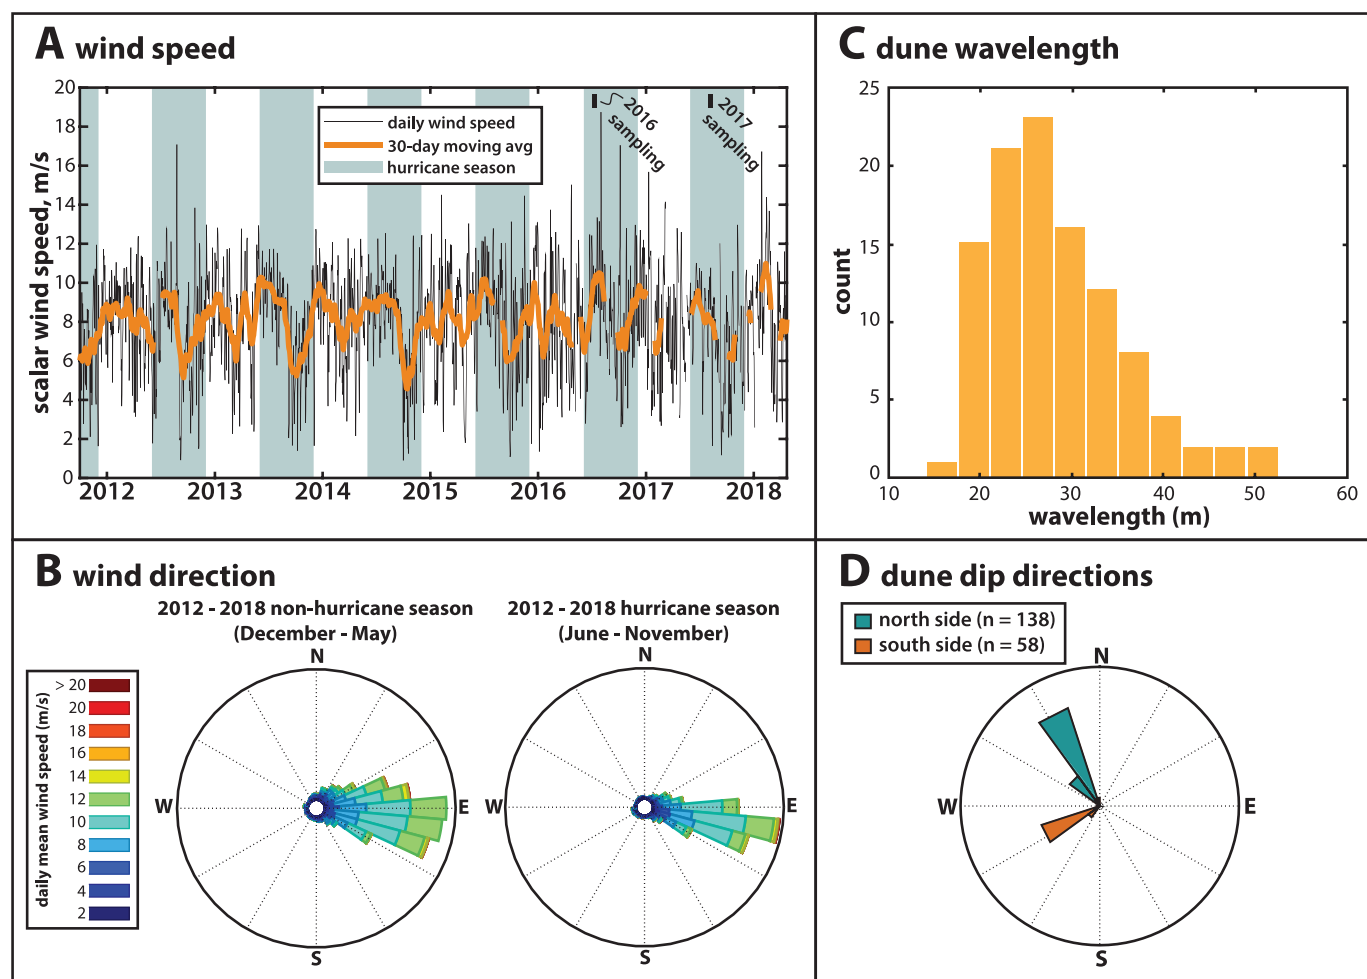 A wind speed
20
18
16
14
12
10
8
6
4
2
0
scalar wind speed, m/s
daily wind speed
30-day moving avg
hurricane season
2016
sampling
2017
sampling
2012
2013
2014
2015
2016
2017
2018
C dune wavelength
25
20
15
10
5
0
count
10
20
30
40
50
60
wavelength (m)
B wind direction
2012 - 2018 non-hurricane season
(December - May)
2012 - 2018 hurricane season
(June - November)
daily mean wind speed (m/s)
> 20
20
18
16
14
12
10
8
6
4
2
N
W
E
S
N
W
E
S
D dune dip directions
north side (n = 138)
south side (n = 58)
N
W
E
S